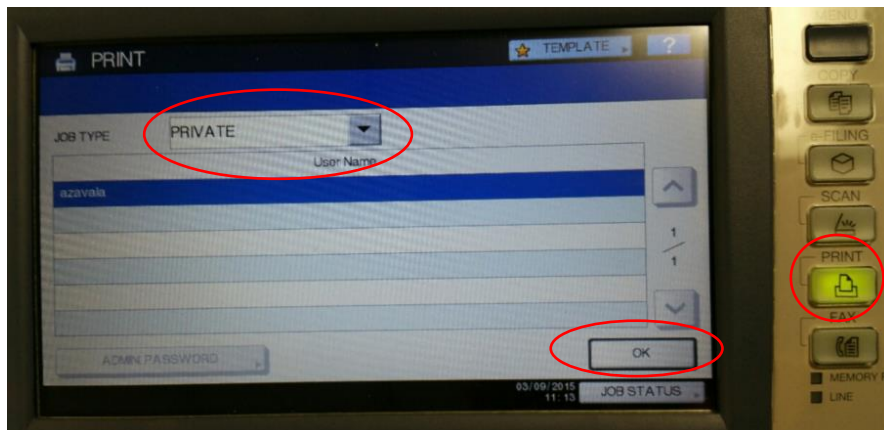 MENU
PRINT
TEMPLATE
?
COPY
JOB TYPE
PRIVATE
e-FILING
User Name
azavala
SCAN
1
1
PRINT
FAX
ADMIN PASSWORD
OK
MEMORY
03/09/2015
11:13
JOB STATUS
LINE